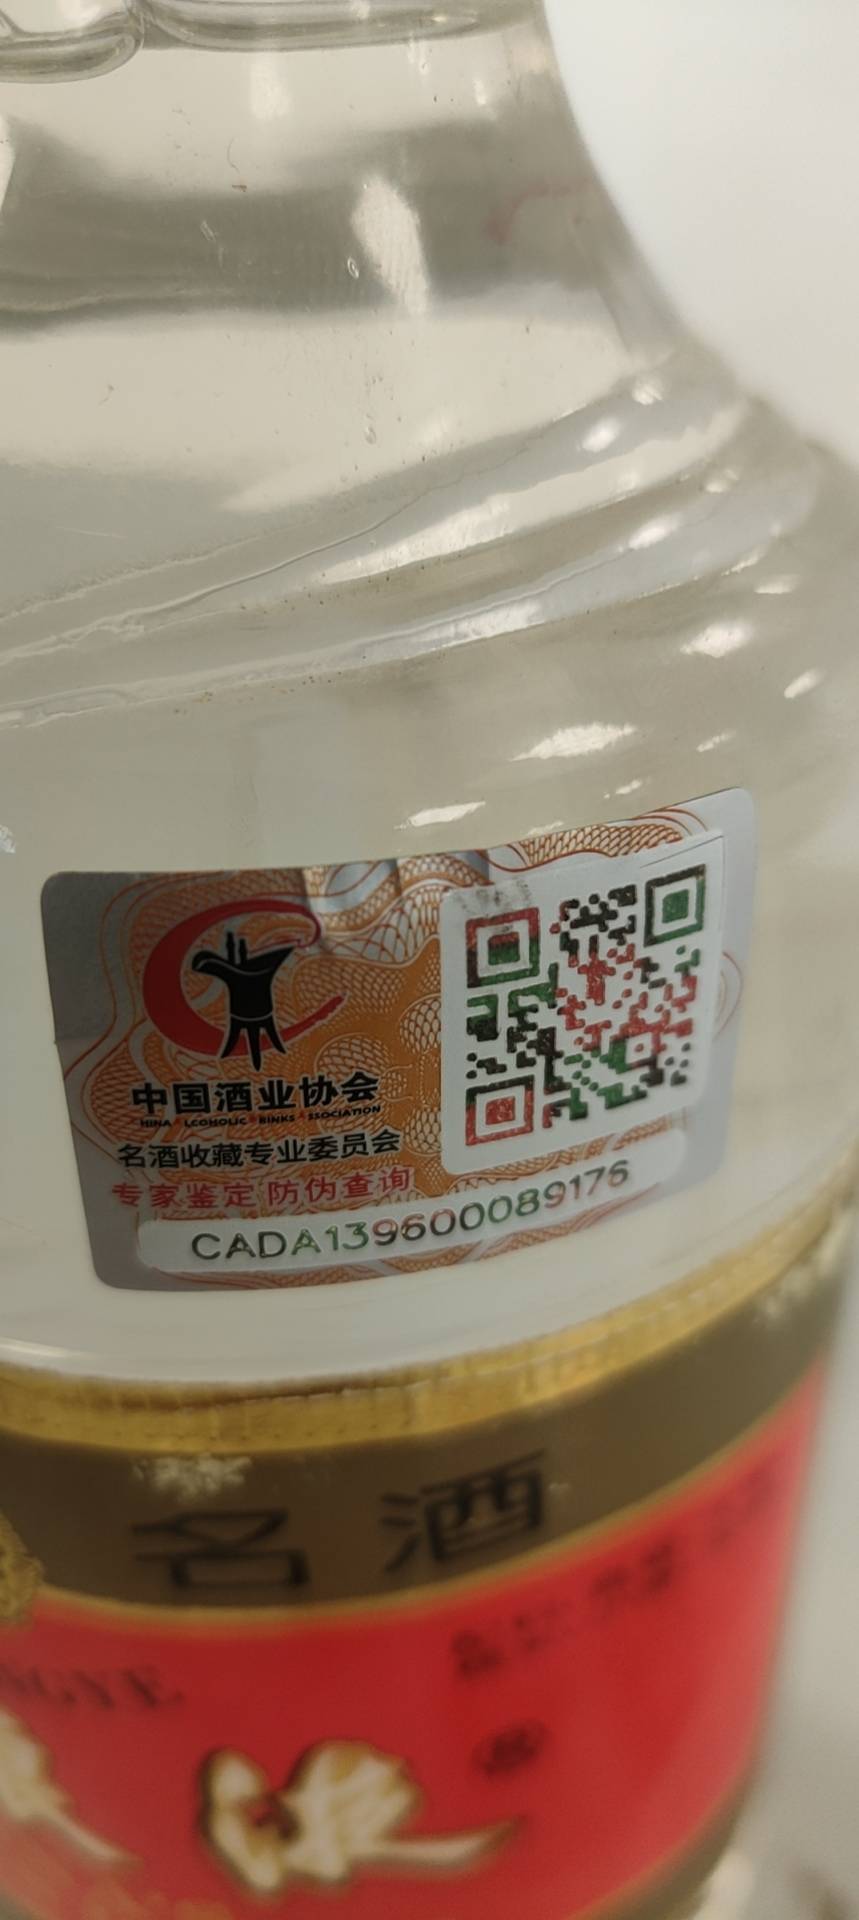 中国酒业协会
HINA LCOHOLIC RINKS SSOCIATION
名酒收藏专业委员会
专家鉴定 防伪查询
CADA139600089176
名酒
液